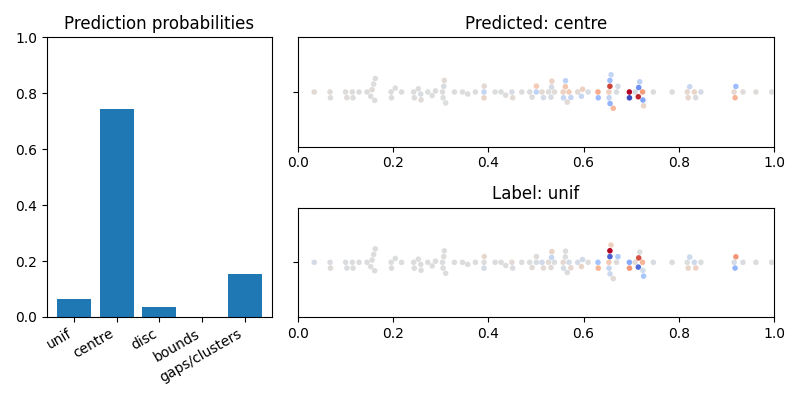 Prediction probabilities
1.0
0.8
0.6
0.4
0.2
0.0
unif
centre
disc
bounds
gaps/clusters
Predicted: centre
0.0 0.2 0.4 0.6 0.8 1.0
Label: unif
0.0 0.2 0.4 0.6 0.8 1.0